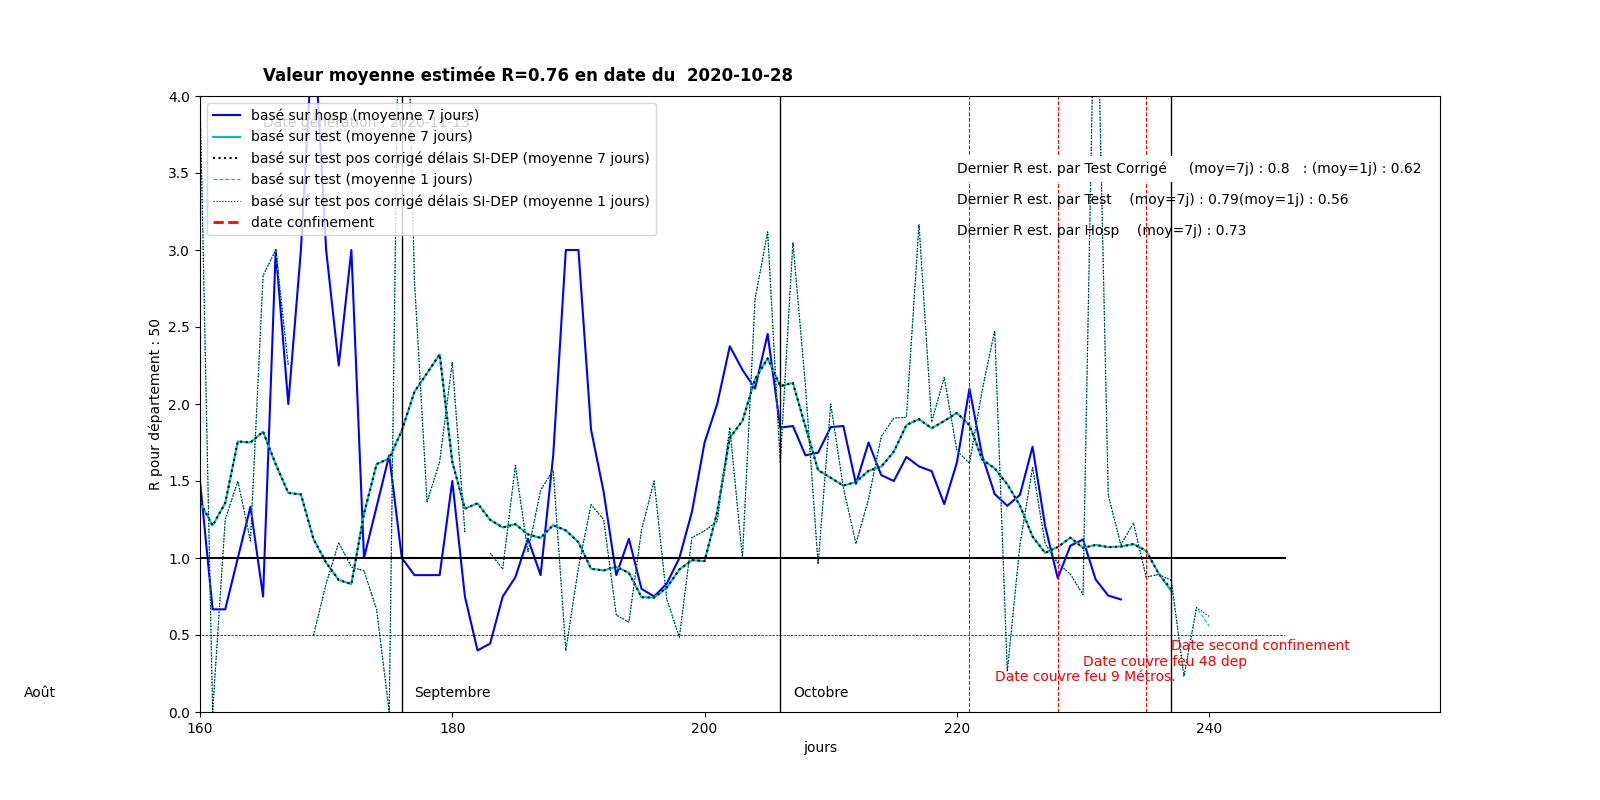 Valeur moyenne estimée R=0.76 en date du  2020-10-28
Date generation : 2020-11-13
basé sur hosp (moyenne 7 jours)
basé sur test (moyenne 7 jours)
basé sur test pos corrigé délais SI-DEP (moyenne 7 jours)
basé sur test (moyenne 1 jours)
basé sur test pos corrigé délais SI-DEP (moyenne 1 jours)
date confinement
Dernier R est. par Test Corrigé (moy=7j) : 0.8 : (moy=1j) : 0.62
Dernier R est. par Test (moy=7j) : 0.79(moy=1j) : 0.56
Dernier R est. par Hosp (moy=7j) : 0.73
4.0
3.5
3.0
2.5
2.0
1.5
1.0
0.5
0.0
R pour département : 50
Date second confinement
Date couvre feu 48 dep
Date couvre feu 9 Métros.
Août
Septembre
Octobre
160
180
200
220
240
jours